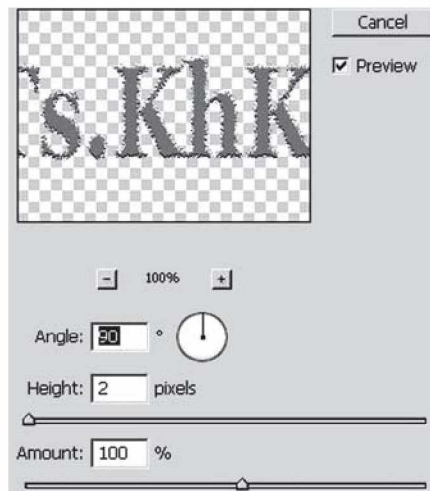 Cancel
Preview
s.KhK
100%
Angle: 90 °
Height: 2 pixels
Amount: 100 %